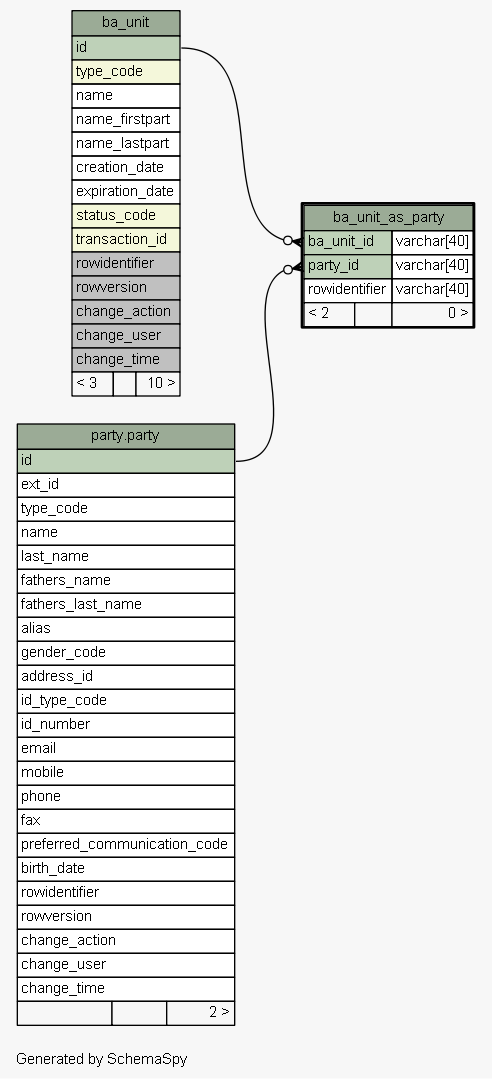 ba_unit
id
type_code
name
name_firstpart
name_lastpart
creation_date
expiration_date
status_code
transaction_id
rowidentifier
rowversion
change_action
change_user
change_time
< 3 10 >
ba_unit_as_party
ba_unit_id varchar[40]
party_id varchar[40]
rowidentifier varchar[40]
< 2 0 >
party.party
id
ext_id
type_code
name
last_name
fathers_name
fathers_last_name
alias
gender_code
address_id
id_type_code
id_number
email
mobile
phone
fax
preferred_communication_code
birth_date
rowidentifier
rowversion
change_action
change_user
change_time
2 >
Generated by SchemaSpy